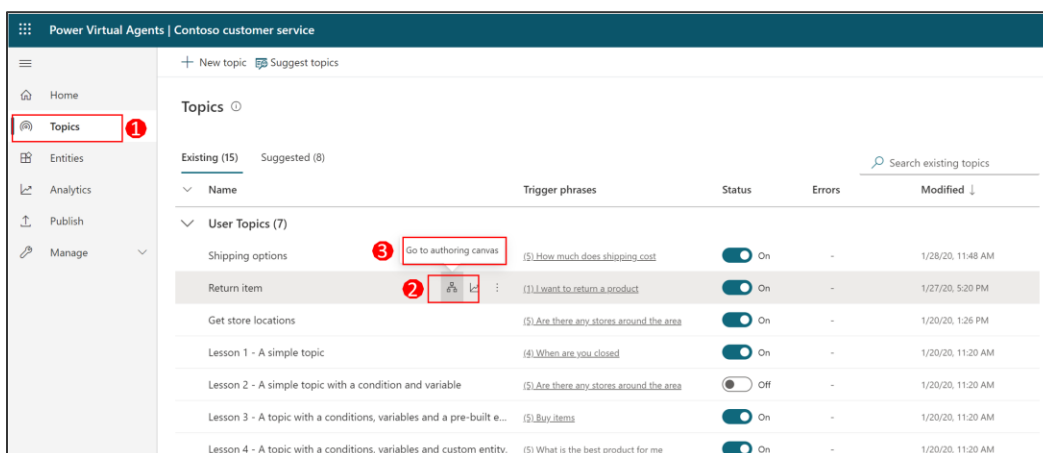 Power Virtual Agents | Contoso customer service
+ New topic Suggest topics
Home
Topics
1
Entities
Analytics
Publish
Manage
Topics
Existing (15) Suggested (8)
Search existing topics
Name Trigger phrases Status Errors Modified ↓
User Topics (7)
3 Go to authoring canvas
Shipping options (5) How much does shipping cost On - 1/28/20, 11:48 AM
Return item 2 (1) I want to return a product On - 1/27/20, 5:20 PM
Get store locations (5) Are there any stores around the area On - 1/20/20, 1:26 PM
Lesson 1 - A simple topic (4) When are you closed On - 1/20/20, 11:20 AM
Lesson 2 - A simple topic with a condition and variable (5) Are there any stores around the area Off - 1/20/20, 11:20 AM
Lesson 3 - A topic with a conditions, variables and a pre-built e... (5) Buy items On - 1/20/20, 11:20 AM
Lesson 4 - A topic with a conditions, variables and custom entity. (5) What is the best product for me On - 1/20/20, 11:20 AM